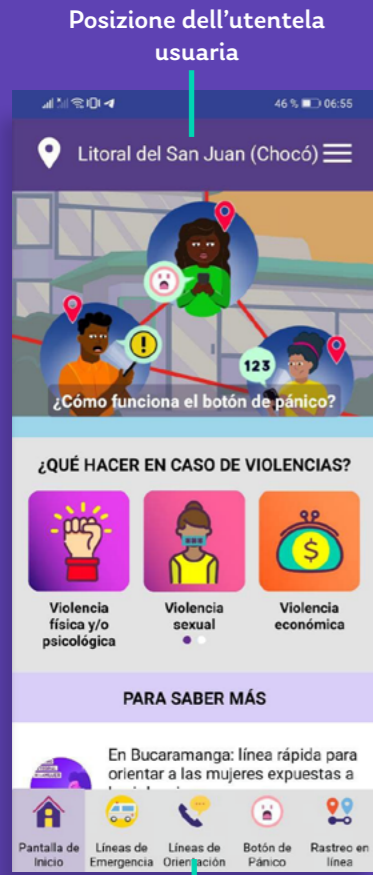 Posizione dell'utentela
usuaria
46 % 06:55
Litoral del San Juan (Chocó)
123
¿Cómo funciona el botón de pánico?
¿QUÉ HACER EN CASO DE VIOLENCIAS?
Violencia
física y/o
psicológica
Violencia
sexual
Violencia
económica
PARA SABER MÁS
En Bucaramanga: línea rápida para
orientar a las mujeres expuestas a
Pantalla de
Inicio
Líneas de
Emergencia
Líneas de
Orientación
Botón de
Pánico
Rastreo en
línea